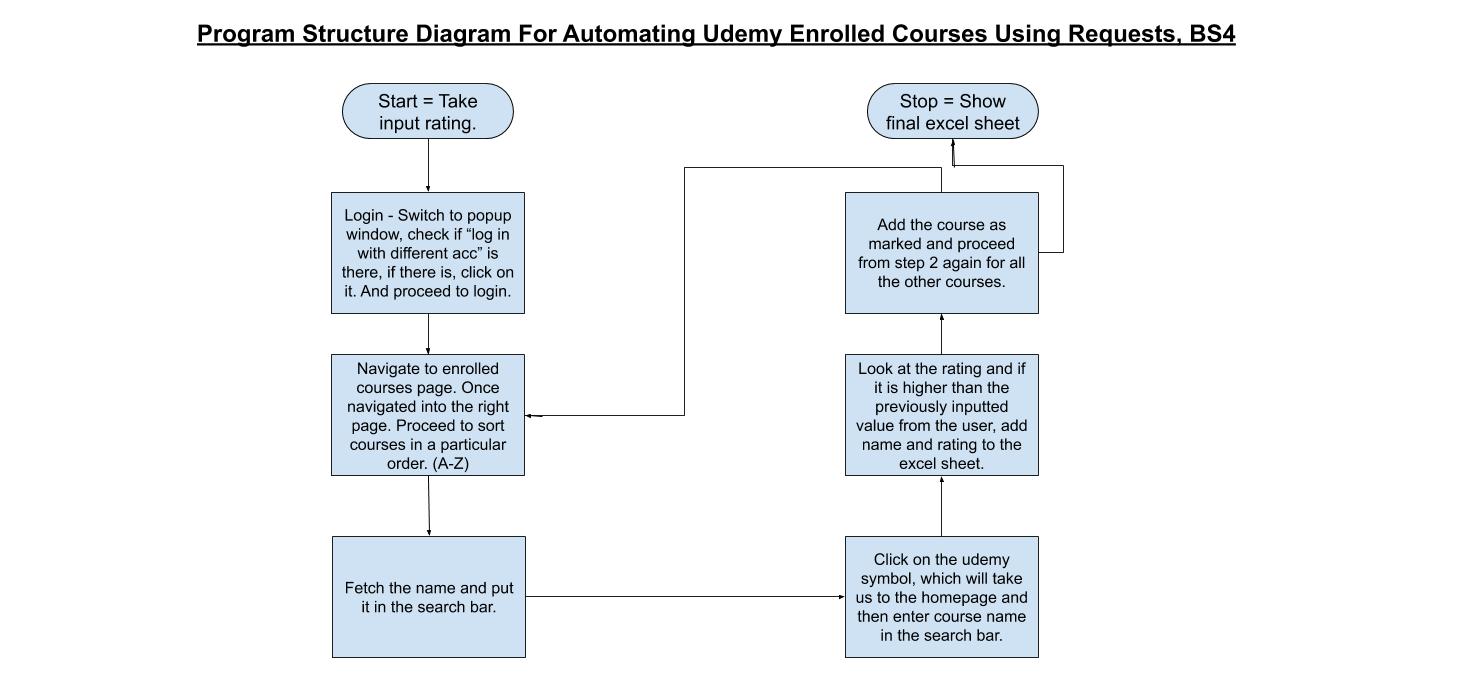 Program Structure Diagram For Automating Udemy Enrolled Courses Using Requests, BS4
Start = Take
input rating.
Login - Switch to popup
window, check if “log in
with different acc” is
there, if there is, click on
it. And proceed to login.
Navigate to enrolled
courses page. Once
navigated into the right
page. Proceed to sort
courses in a particular
order. (A-Z)
Fetch the name and put
it in the search bar.
Click on the udemy
symbol, which will take
us to the homepage and
then enter course name
in the search bar.
Look at the rating and if
it is higher than the
previously inputted
value from the user, add
name and rating to the
excel sheet.
Add the course as
marked and proceed
from step 2 again for all
the other courses.
Stop = Show
final excel sheet